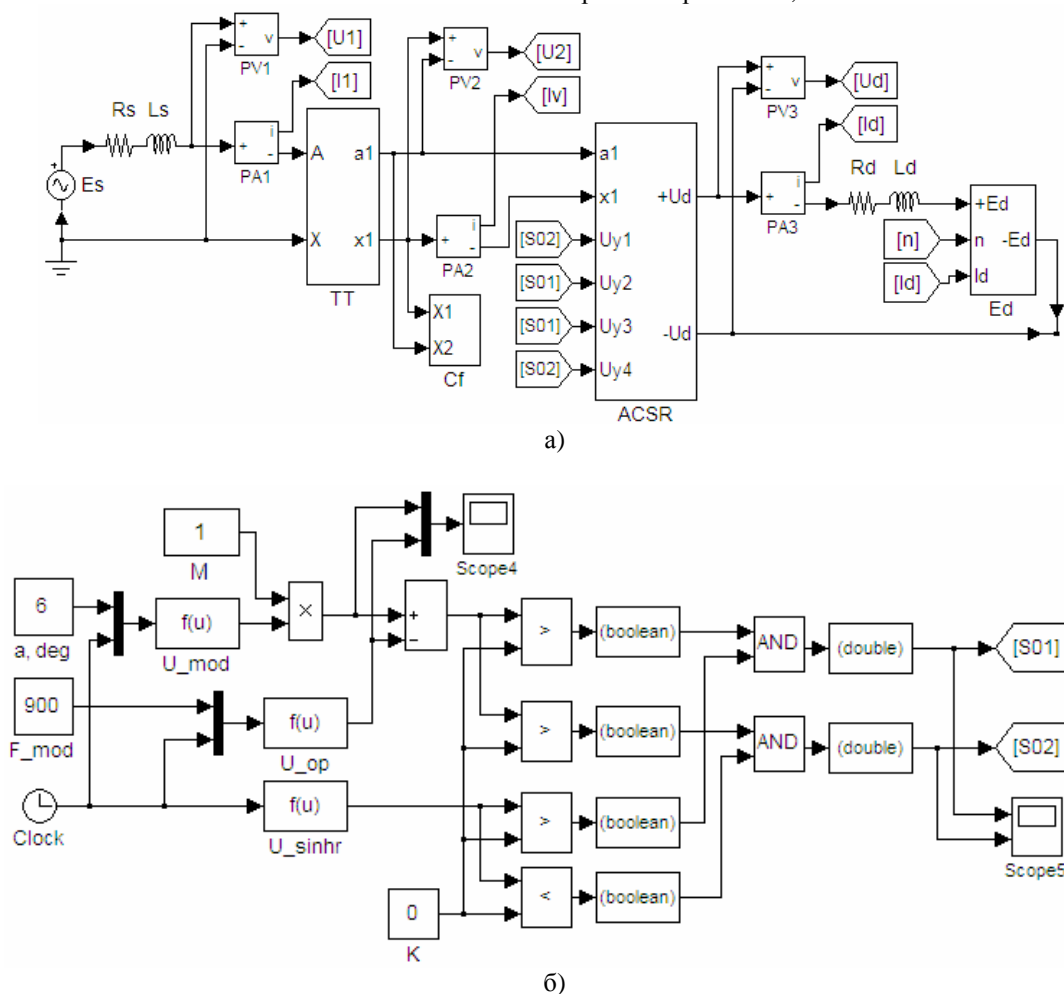 [U1]
[U2]
PV1
PV2
[Ud]
[I1]
[Iv]
PV3
[Id]
Rs Ls
Rd Ld
Es
PA1
A a1
a1
x1
+Ud
PA3
+Ed
X x1
PA2
[S02]
Uy1
[n]
n -Ed
TT
[S01]
Uy2
[Id]
Id
Ed
X1
X2
Cf
[S01]
Uy3
-Ud
[S02]
Uy4
ACSR
а)
1
M
Scope4
6
a, deg
f(u)
U_mod
×
+
−
>
(boolean)
AND
(double)
[S01]
900
F_mod
f(u)
U_op
>
(boolean)
AND
(double)
[S02]
Clock
f(u)
U_sinhr
>
(boolean)
Scope5
0
K
<
(boolean)
б)